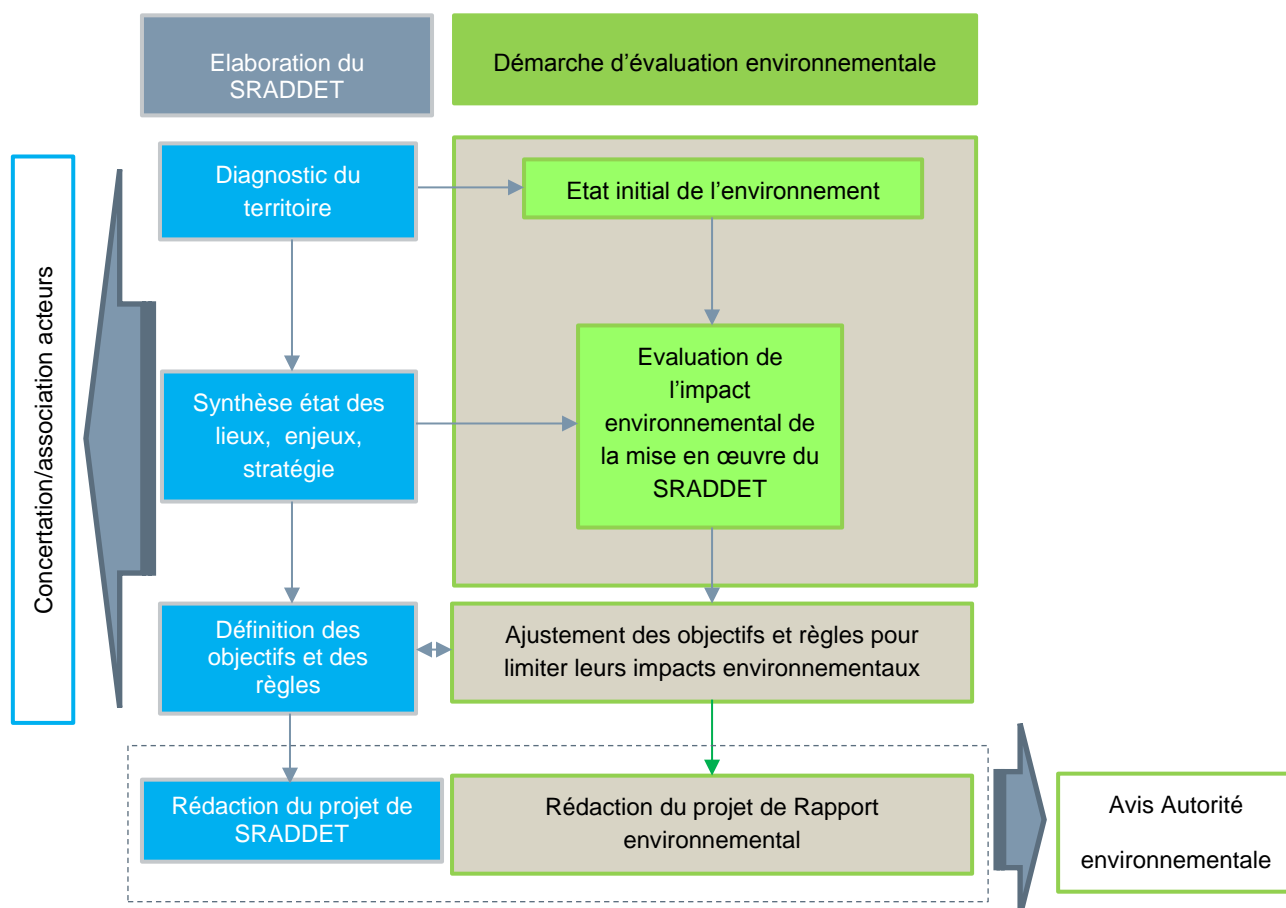 Elaboration du
SRADDET
Démarche d'évaluation environnementale
Concertation/association acteurs
Diagnostic du
territoire
Etat initial de l'environnement
Synthèse état des
lieux, enjeux,
stratégie
Evaluation de
l'impact
environnemental de
la mise en œuvre du
SRADDET
Définition des
objectifs et des
règles
Ajustement des objectifs et règles pour
limiter leurs impacts environnementaux
Rédaction du projet de
SRADDET
Rédaction du projet de Rapport
environnemental
Avis Autorité
environnementale